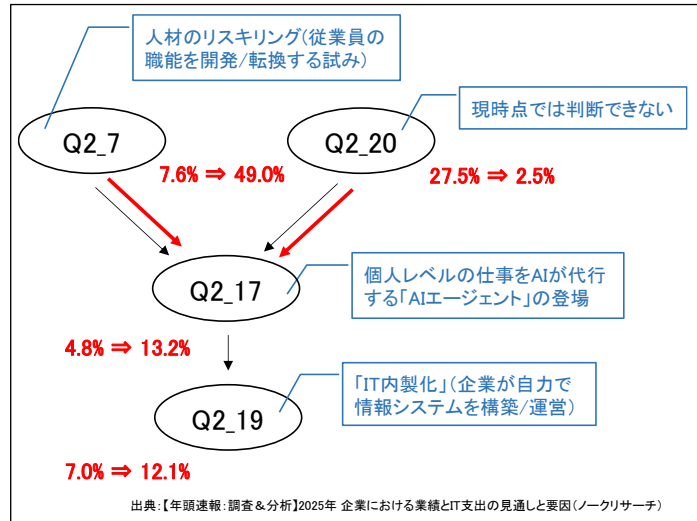 人材のリスキリング(従業員の
職能を開発/転換する試み)
現時点では判断できない
Q2_7
Q2_20
7.6% ⇒ 49.0%
27.5% ⇒ 2.5%
Q2_17
個人レベルの仕事をAIが代行
する「AIエージェント」の登場
4.8% ⇒ 13.2%
Q2_19
「IT内製化」(企業が自力で
情報システムを構築/運営)
7.0% ⇒ 12.1%
出典:【年頭速報:調査&分析】2025年 企業における業績とIT支出の見通しと要因(ノークリサーチ)